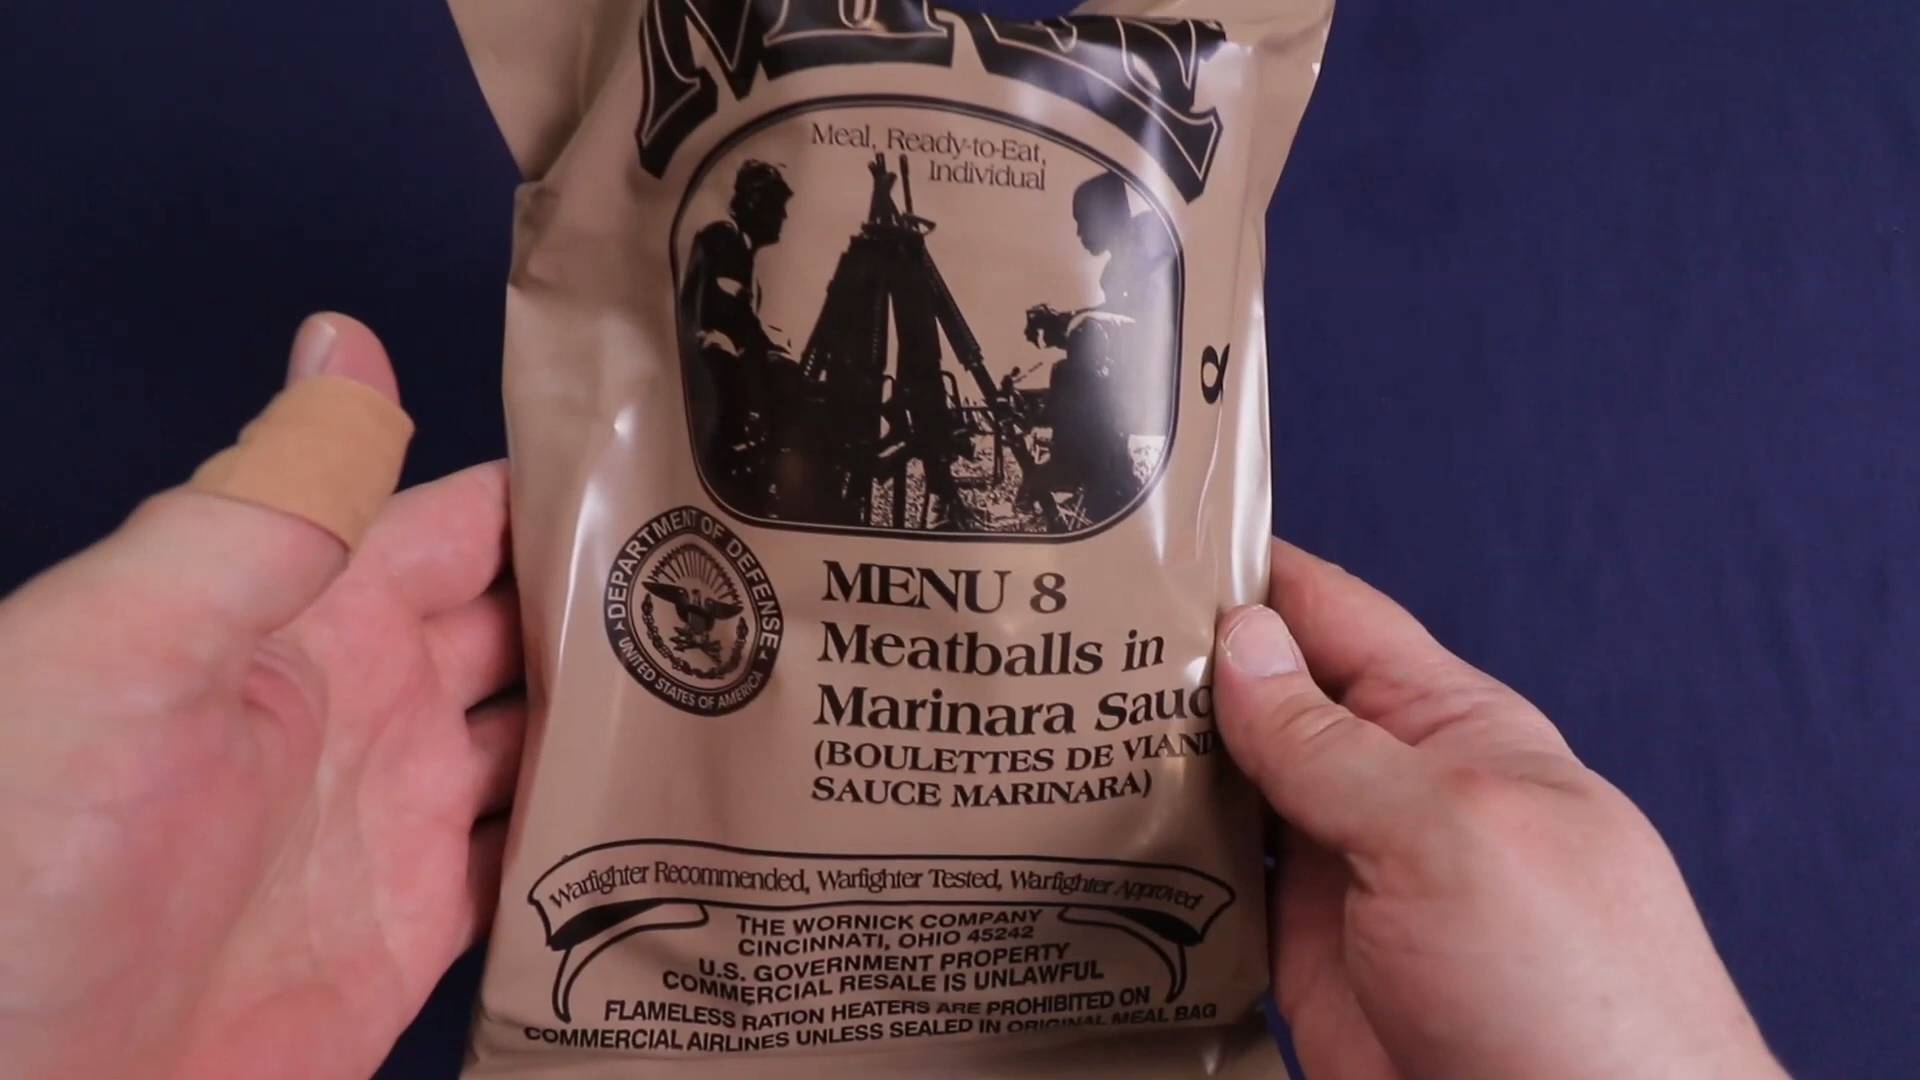 MRE
Meal, Ready-to-Eat,
Individual
8
DEPARTMENT OF DEFENSE
UNITED STATES OF AMERICA
MENU 8
Meatballs in
Marinara Sauc
(BOULETTES DE VIAND
SAUCE MARINARA)
Warfighter Recommended, Warfighter Tested, Warfighter Approved
THE WORNICK COMPANY
CINCINNATI, OHIO 45242
U.S. GOVERNMENT PROPERTY
COMMERCIAL RESALE IS UNLAWFUL
FLAMELESS RATION HEATERS ARE PROHIBITED ON
COMMERCIAL AIRLINES UNLESS SEALED IN ORIGINAL MEAL BAG